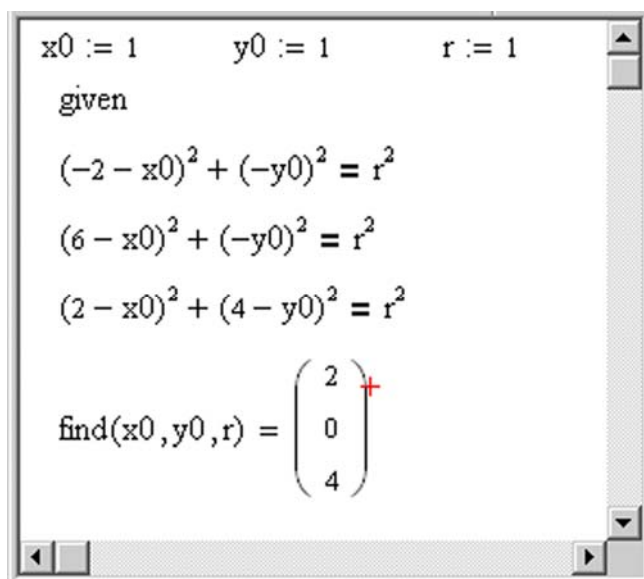 x0 := 1 y0 := 1 r := 1
given
(-2 - x0)² + (-y0)² = r²
(6 - x0)² + (-y0)² = r²
(2 - x0)² + (4 - y0)² = r²
find(x0,y0,r) = ( 2 0 4 )